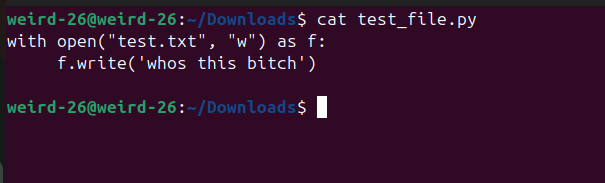 weird-26@weird-26:~/Downloads$ cat test_file.py
with open("test.txt", "w") as f:
     f.write('whos this bitch')

weird-26@weird-26:~/Downloads$